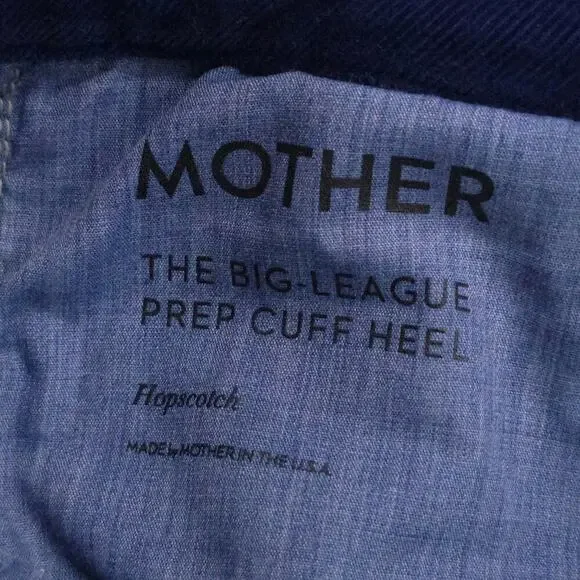 MOTHER
THE BIG-LEAGUE
PREP CUFF HEEL
Hopscotch
MADE by MOTHER IN THE U.S.A.